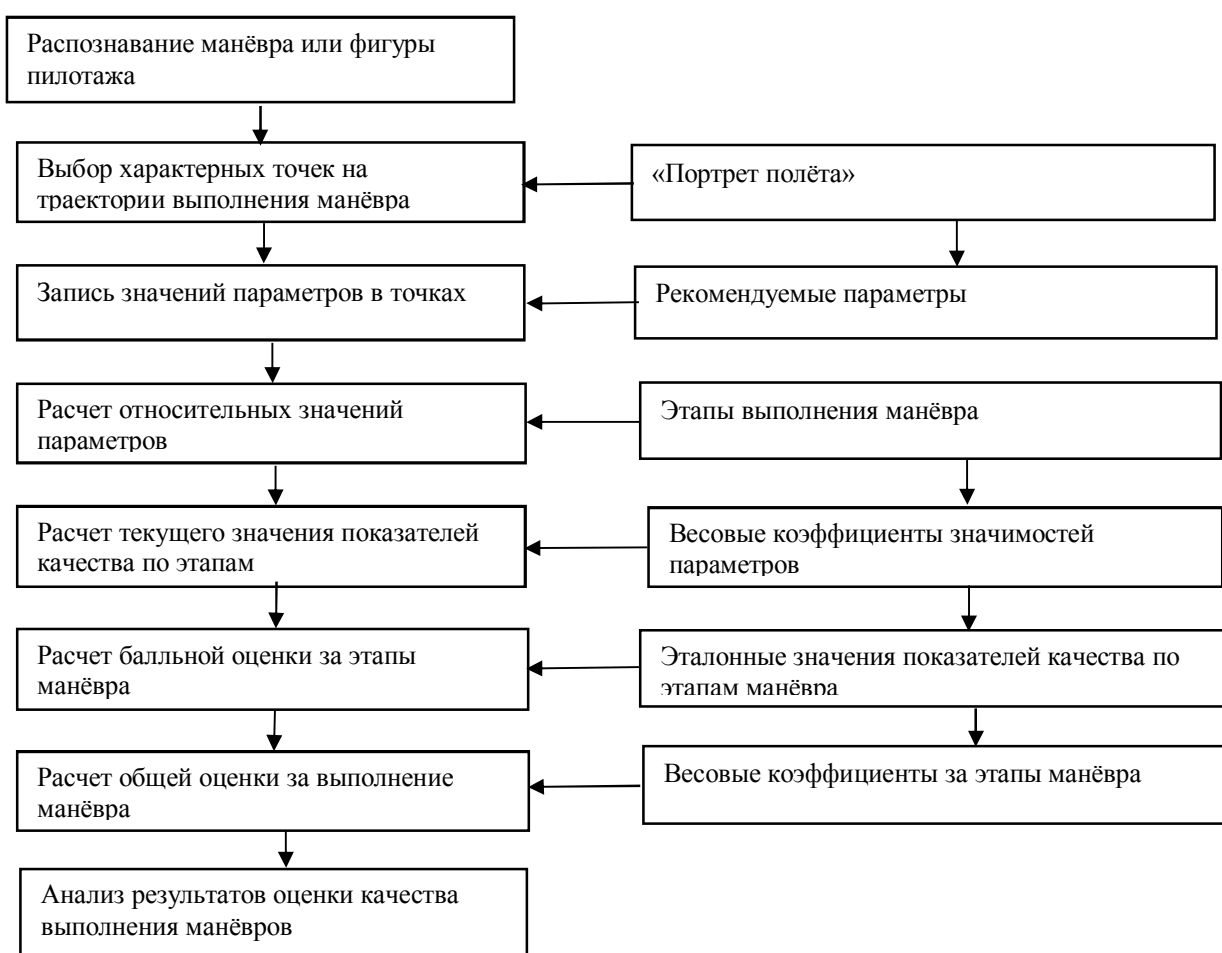 Распознавание манёвра или фигуры
пилотажа
Выбор характерных точек на
траектории выполнения манёвра
«Портрет полёта»
Запись значений параметров в точках
Рекомендуемые параметры
Расчет относительных значений
параметров
Этапы выполнения манёвра
Расчет текущего значения показателей
качества по этапам
Весовые коэффициенты значимостей
параметров
Расчет балльной оценки за этапы
манёвра
Эталонные значения показателей качества по
этапам манёвра
Расчет общей оценки за выполнение
манёвра
Весовые коэффициенты за этапы манёвра
Анализ результатов оценки качества
выполнения манёвров